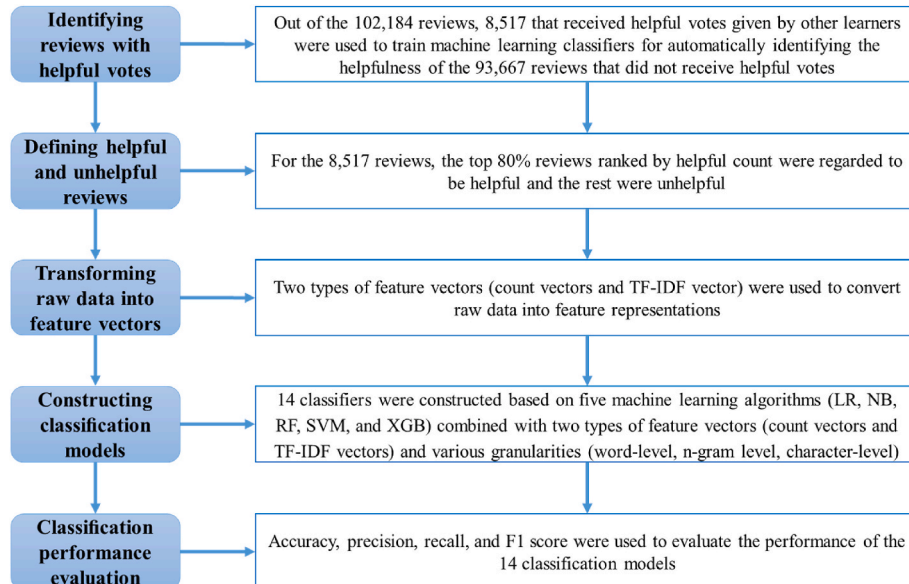 Identifying
reviews with
helpful votes
Out of the 102,184 reviews, 8,517 that received helpful votes given by other learners
were used to train machine learning classifiers for automatically identifying the
helpfulness of the 93,667 reviews that did not receive helpful votes
Defining helpful
and unhelpful
reviews
For the 8,517 reviews, the top 80% reviews ranked by helpful count were regarded to
be helpful and the rest were unhelpful
Transforming
raw data into
feature vectors
Two types of feature vectors (count vectors and TF-IDF vector) were used to convert
raw data into feature representations
Constructing
classification
models
14 classifiers were constructed based on five machine learning algorithms (LR, NB,
RF, SVM, and XGB) combined with two types of feature vectors (count vectors and
TF-IDF vectors) and various granularities (word-level, n-gram level, character-level)
Classification
performance
evaluation
Accuracy, precision, recall, and F1 score were used to evaluate the performance of the
14 classification models